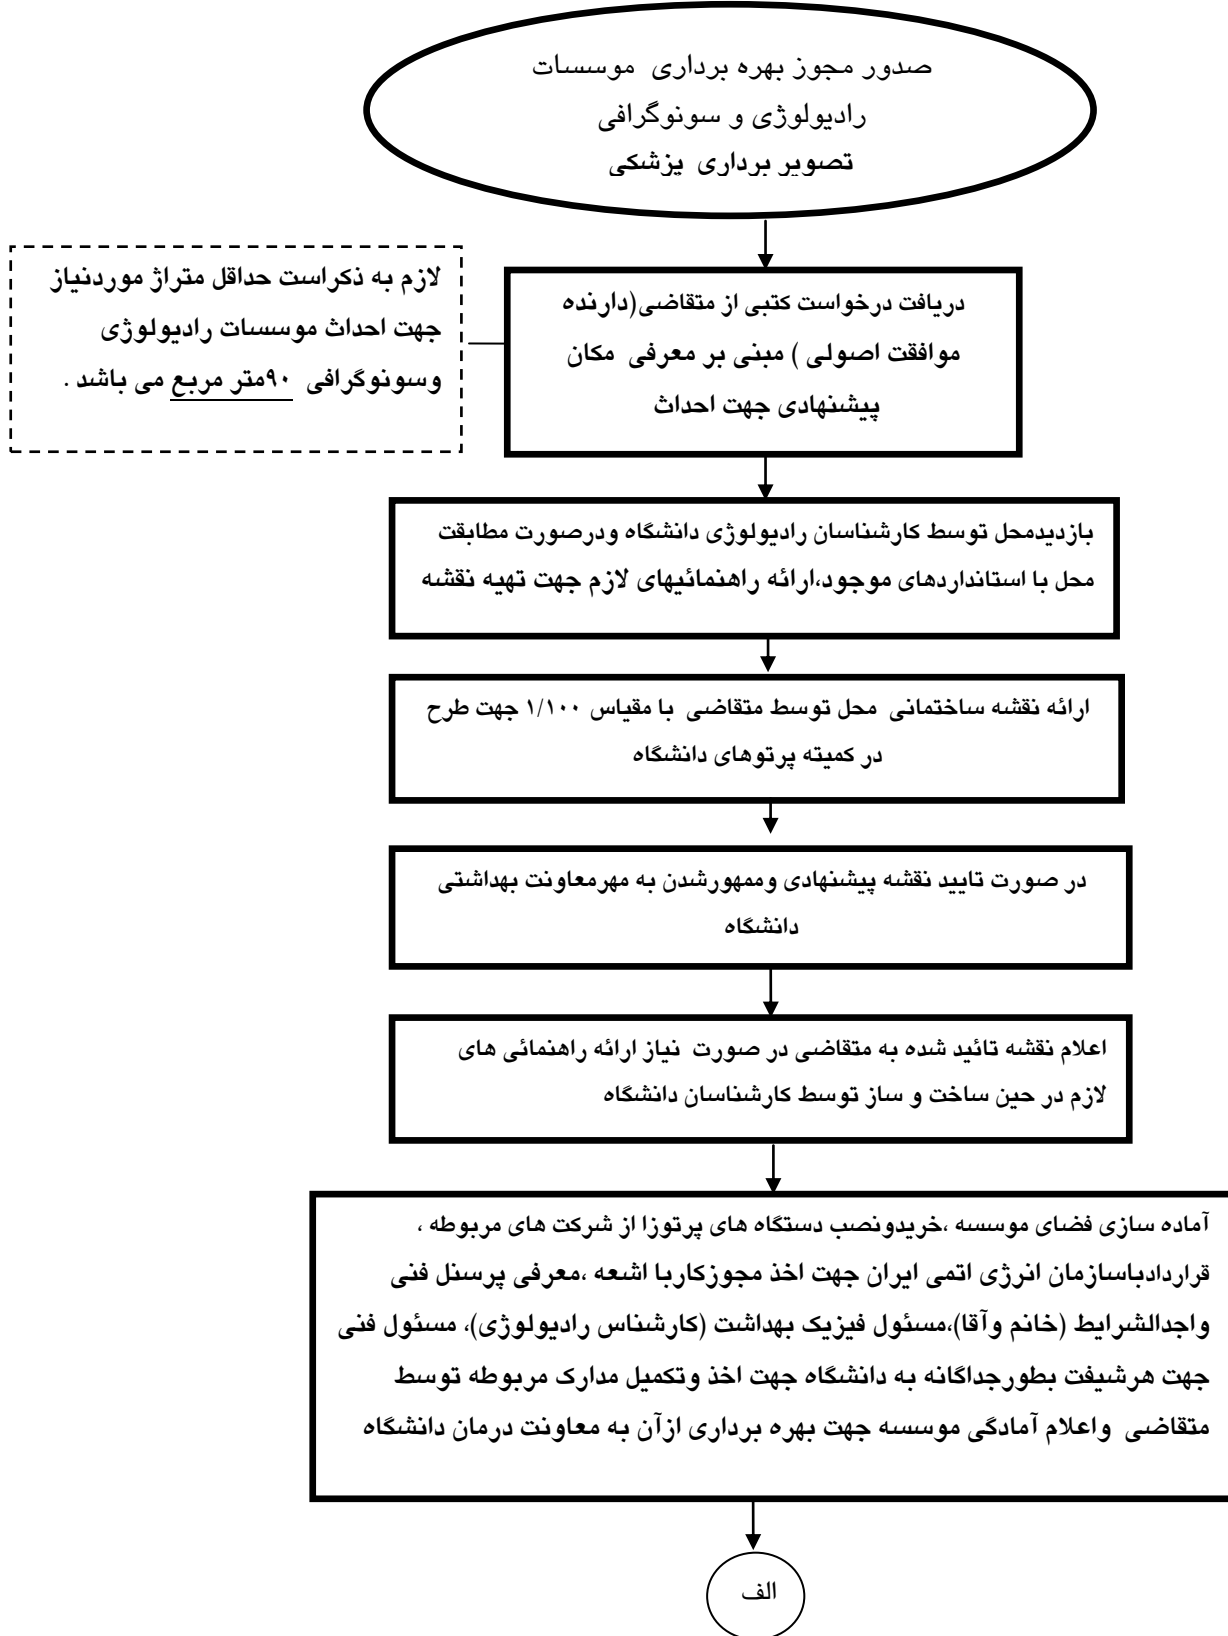 صدور مجوز بهره برداری موسسات
رادیولوژی و سونوگرافی
تصویر برداری پزشکی
دریافت درخواست کتبی از متقاضی(دارنده
موافقت اصولی ) مبنی بر معرفی مکان
پیشنهادی جهت احداث
لازم به ذکراست حداقل متراژ موردنیاز
جهت احداث موسسات رادیولوژی
وسونوگرافی ۹۰متر مربع می باشد .
بازدیدمحل توسط کارشناسان رادیولوژی دانشگاه ودرصورت مطابقت
محل با استانداردهای موجود،ارائه راهنمائیهای لازم جهت تهیه نقشه
ارائه نقشه ساختمانی محل توسط متقاضی با مقیاس ۱/۱۰۰ جهت طرح
در کمیته پرتوهای دانشگاه
در صورت تایید نقشه پیشنهادی وممهورشدن به مهرمعاونت بهداشتی
دانشگاه
اعلام نقشه تائید شده به متقاضی در صورت نیاز ارائه راهنمائی های
لازم در حین ساخت و ساز توسط کارشناسان دانشگاه
آماده سازی فضای موسسه ،خریدونصب دستگاه های پرتوزا از شرکت های مربوطه ،
قراردادباسازمان انرژی اتمی ایران جهت اخذ مجوزکاربا اشعه ،معرفی پرسنل فنی
واجدالشرایط (خانم وآقا)،مسئول فیزیک بهداشت (کارشناس رادیولوژی)، مسئول فنی
جهت هرشیفت بطورجداگانه به دانشگاه جهت اخذ وتکمیل مدارک مربوطه توسط
متقاضی واعلام آمادگی موسسه جهت بهره برداری ازآن به معاونت درمان دانشگاه
الف